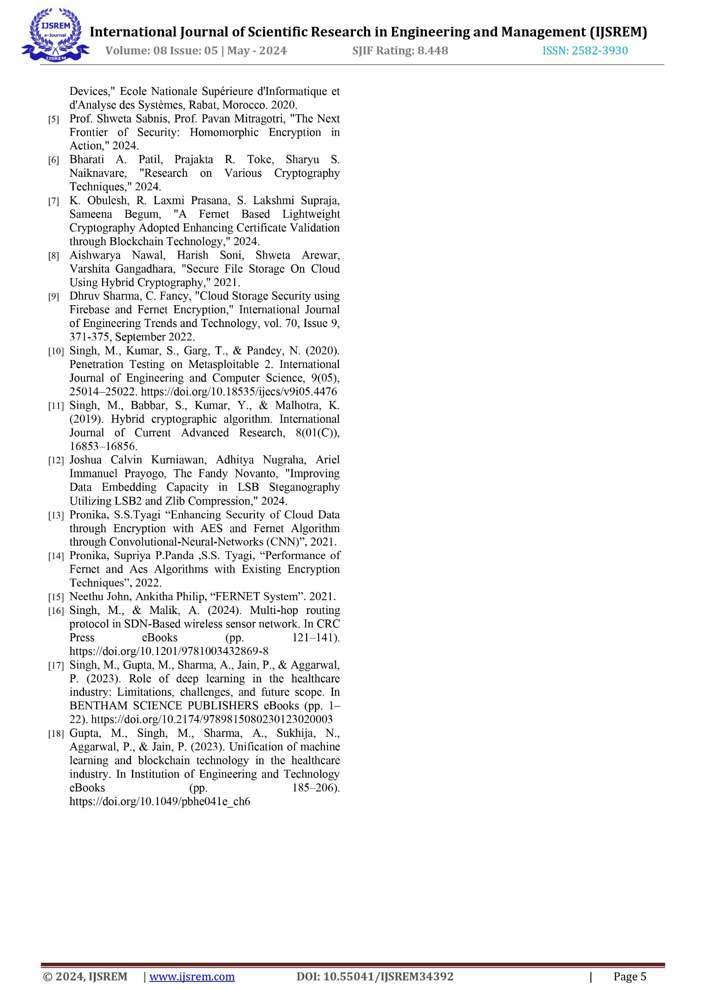 IJSREM
e-Journal
IJSREM
International Journal of Scientific Research in Engineering and Management (IJSREM)
Volume: 08 Issue: 05 | May - 2024 SJIF Rating: 8.448 ISSN: 2582-3930
Devices," Ecole Nationale Supérieure d'Informatique et
d'Analyse des Systèmes, Rabat, Morocco. 2020.
[5] Prof. Shweta Sabnis, Prof. Pavan Mitragotri, "The Next
Frontier of Security: Homomorphic Encryption in
Action," 2024.
[6] Bharati A. Patil, Prajakta R. Toke, Sharyu S.
Naiknavare, "Research on Various Cryptography
Techniques," 2024.
[7] K. Obulesh, R. Laxmi Prasana, S. Lakshmi Supraja,
Sameena Begum, "A Fernet Based Lightweight
Cryptography Adopted Enhancing Certificate Validation
through Blockchain Technology," 2024.
[8] Aishwarya Nawal, Harish Soni, Shweta Arewar,
Varshita Gangadhara, "Secure File Storage On Cloud
Using Hybrid Cryptography," 2021.
[9] Dhruv Sharma, C. Fancy, "Cloud Storage Security using
Firebase and Fernet Encryption," International Journal
of Engineering Trends and Technology, vol. 70, Issue 9,
371-375, September 2022.
[10] Singh, M., Kumar, S., Garg, T., & Pandey, N. (2020).
Penetration Testing on Metasploitable 2. International
Journal of Engineering and Computer Science, 9(05),
25014–25022. https://doi.org/10.18535/ijecs/v9i05.4476
[11] Singh, M., Babbar, S., Kumar, Y., & Malhotra, K.
(2019). Hybrid cryptographic algorithm. International
Journal of Current Advanced Research, 8(01(C)),
16853–16856.
[12] Joshua Calvin Kurniawan, Adhitya Nugraha, Ariel
Immanuel Prayogo, The Fandy Novanto, "Improving
Data Embedding Capacity in LSB Steganography
Utilizing LSB2 and Zlib Compression," 2024.
[13] Pronika, S.S.Tyagi “Enhancing Security of Cloud Data
through Encryption with AES and Fernet Algorithm
through Convolutional-Neural-Networks (CNN)”, 2021.
[14] Pronika, Supriya P.Panda ,S.S. Tyagi, “Performance of
Fernet and Aes Algorithms with Existing Encryption
Techniques”, 2022.
[15] Neethu John, Ankitha Philip, “FERNET System”. 2021.
[16] Singh, M., & Malik, A. (2024). Multi-hop routing
protocol in SDN-Based wireless sensor network. In CRC
Press eBooks (pp. 121–141).
https://doi.org/10.1201/9781003432869-8
[17] Singh, M., Gupta, M., Sharma, A., Jain, P., & Aggarwal,
P. (2023). Role of deep learning in the healthcare
industry: Limitations, challenges, and future scope. In
BENTHAM SCIENCE PUBLISHERS eBooks (pp. 1–
22). https://doi.org/10.2174/9789815080230123020003
[18] Gupta, M., Singh, M., Sharma, A., Sukhija, N.,
Aggarwal, P., & Jain, P. (2023). Unification of machine
learning and blockchain technology in the healthcare
industry. In Institution of Engineering and Technology
eBooks (pp. 185–206).
https://doi.org/10.1049/pbhe041e_ch6
© 2024, IJSREM | www.ijsrem.com DOI: 10.55041/IJSREM34392 | Page 5